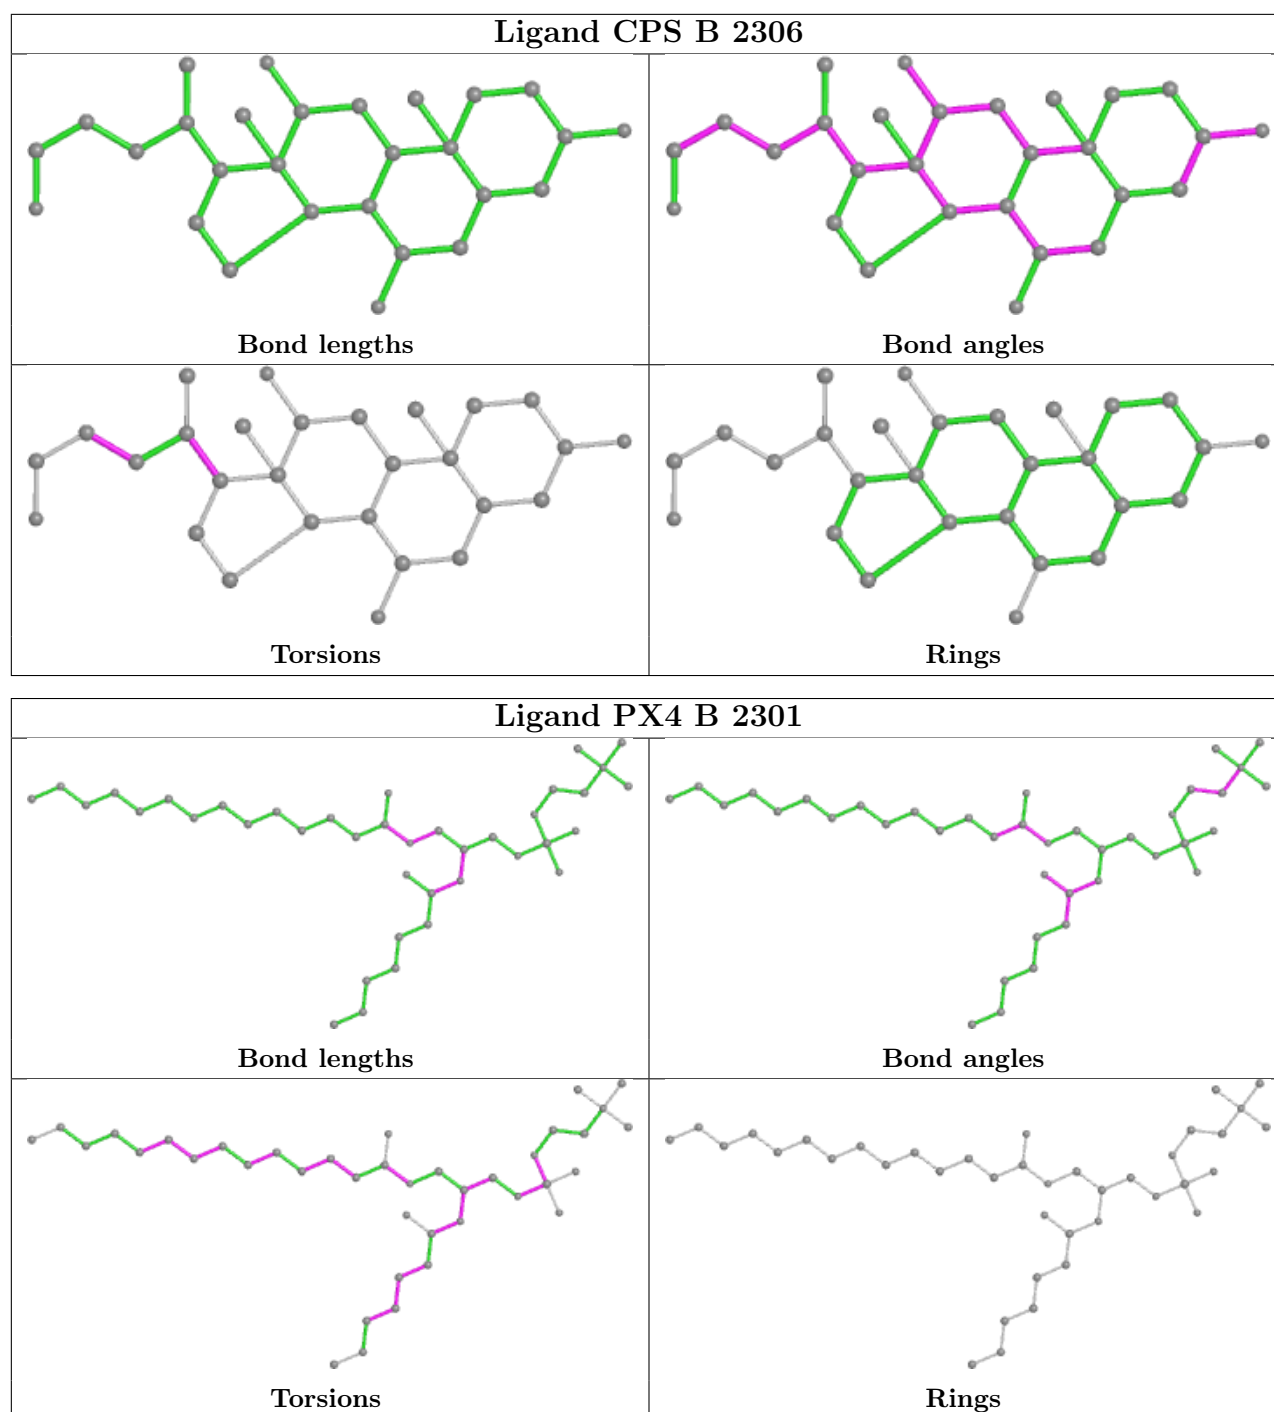 Ligand CPS B 2306
Bond lengths
Bond angles
Torsions
Rings
Ligand PX4 B 2301
Bond lengths
Bond angles
Torsions
Rings